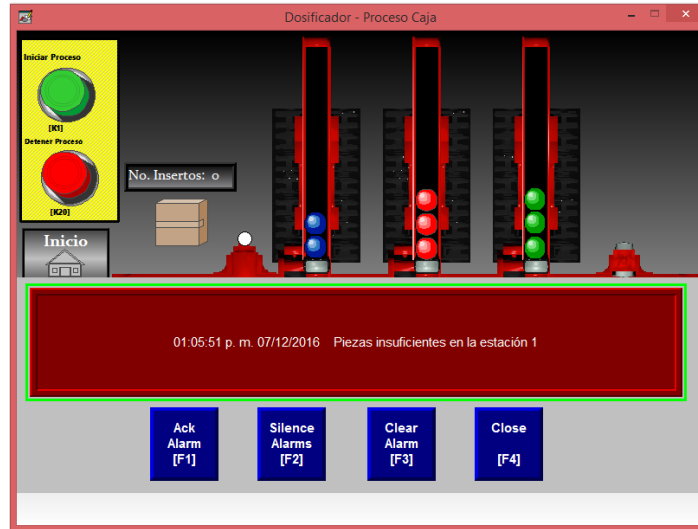 Dosificador - Proceso Caja
Iniciar Proceso
[K1]
Detener Proceso
[K20]
No. Insertos: 0
Inicio
01:05:51 p. m. 07/12/2016 Piezas insuficientes en la estación 1
Ack
Alarm
[F1]
Silence
Alarms
[F2]
Clear
Alarm
[F3]
Close
[F4]